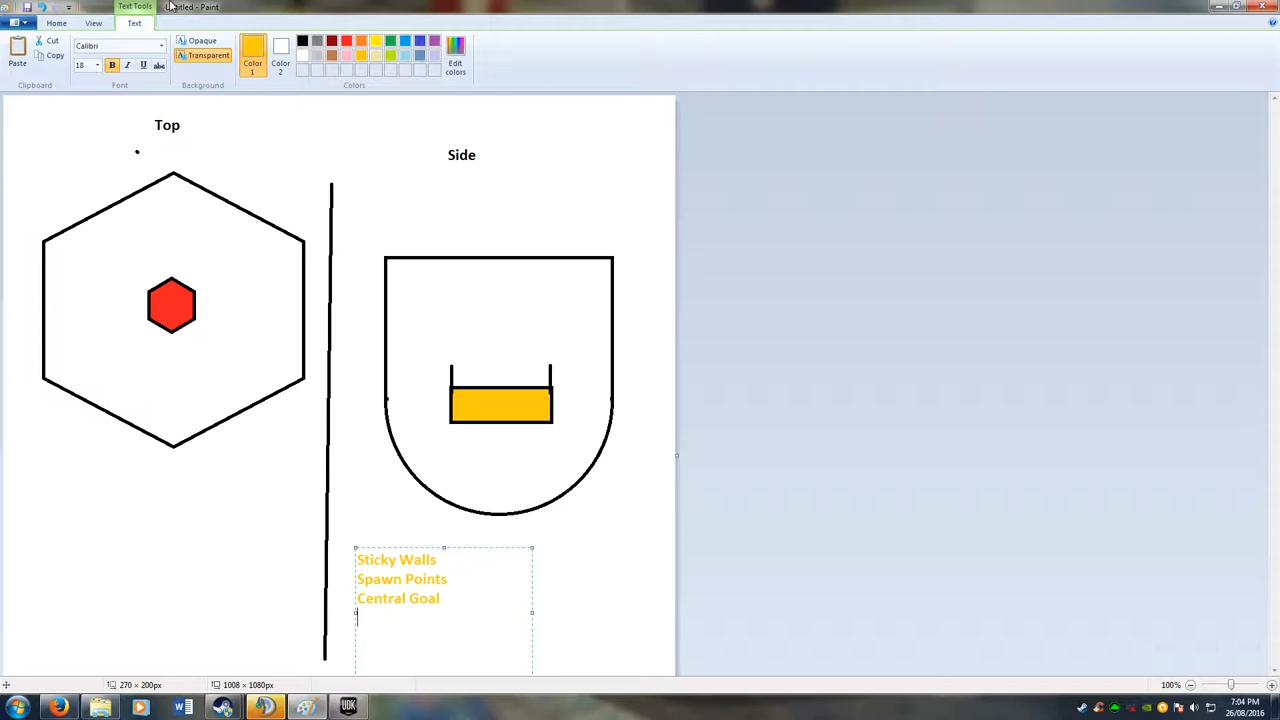 Text Tools
Untitled - Paint
Home View Text
Paste
Cut
Copy
Clipboard
Calibri
18
B I U abc
Font
Opaque
Transparent
Background
Color 1
Color 2
Edit colors
Colors
Top
Side
Sticky Walls
Spawn Points
Central Goal
270 × 200px
1008 × 1080px
100%
UDK
7:04 PM
26/08/2016